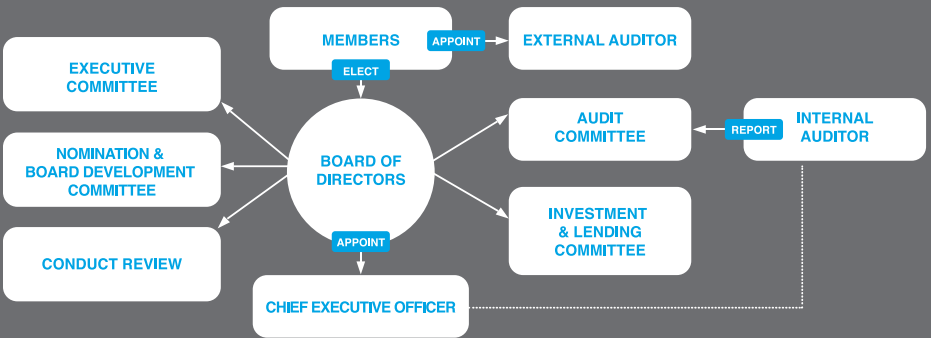 MEMBERS
APPOINT
EXTERNAL AUDITOR
ELECT
EXECUTIVE
COMMITTEE
NOMINATION &
BOARD DEVELOPMENT
COMMITTEE
CONDUCT REVIEW
BOARD OF
DIRECTORS
AUDIT
COMMITTEE
REPORT
INTERNAL
AUDITOR
INVESTMENT
& LENDING
COMMITTEE
APPOINT
CHIEF EXECUTIVE OFFICER